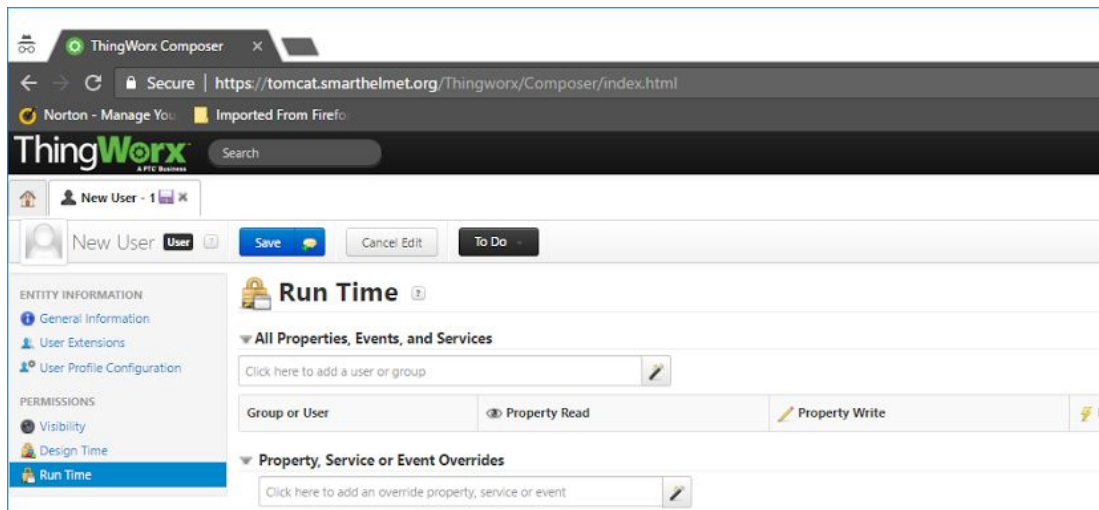 ThingWorx Composer
Secure | https://tomcat.smarthelmet.org/Thingworx/Composer/index.html
Norton - Manage You Imported From Firefo
ThingWorx Search
A PTC Business
New User - 1
New User User ? Save Cancel Edit To Do
ENTITY INFORMATION
General Information
User Extensions
User Profile Configuration
PERMISSIONS
Visibility
Design Time
Run Time
Run Time ?
All Properties, Events, and Services
Click here to add a user or group
Group or User Property Read Property Write
Property, Service or Event Overrides
Click here to add an override property, service or event